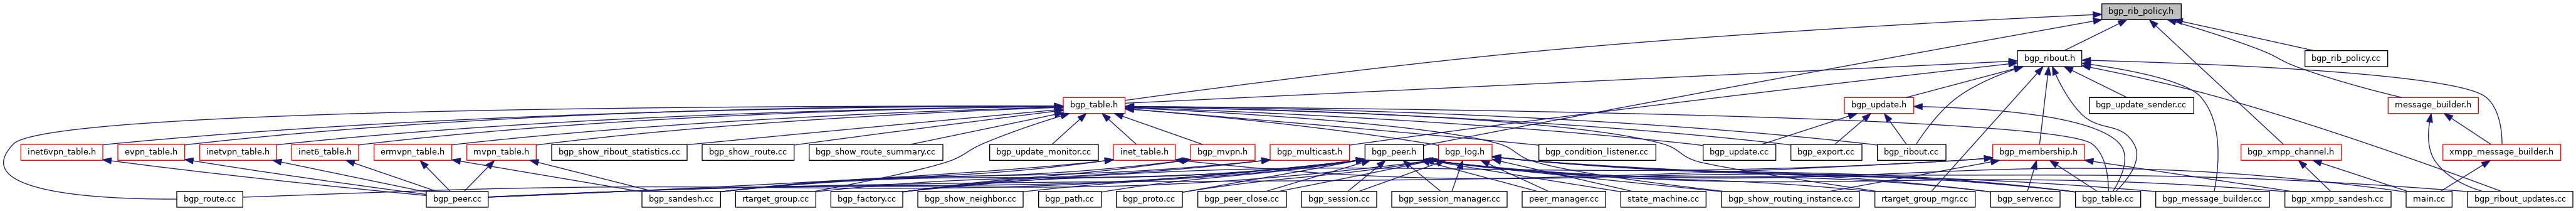 bgp_rib_policy.h
bgp_ribout.h
bgp_rib_policy.cc
bgp_table.h
bgp_update.h
bgp_update_sender.cc
message_builder.h
inet6vpn_table.h
evpn_table.h
inetvpn_table.h
inet6_table.h
ermvpn_table.h
mvpn_table.h
bgp_show_ribout_statistics.cc
bgp_show_route.cc
bgp_show_route_summary.cc
bgp_update_monitor.cc
inet_table.h
bgp_mvpn.h
bgp_multicast.h
bgp_peer.h
bgp_log.h
bgp_condition_listener.cc
bgp_update.cc
bgp_export.cc
bgp_ribout.cc
bgp_membership.h
bgp_xmpp_channel.h
xmpp_message_builder.h
bgp_route.cc
bgp_peer.cc
bgp_sandesh.cc
rtarget_group.cc
bgp_factory.cc
bgp_show_neighbor.cc
bgp_path.cc
bgp_proto.cc
bgp_peer_close.cc
bgp_session.cc
bgp_session_manager.cc
peer_manager.cc
state_machine.cc
bgp_show_routing_instance.cc
rtarget_group_mgr.cc
bgp_server.cc
bgp_table.cc
bgp_message_builder.cc
bgp_xmpp_sandesh.cc
main.cc
bgp_ribout_updates.cc